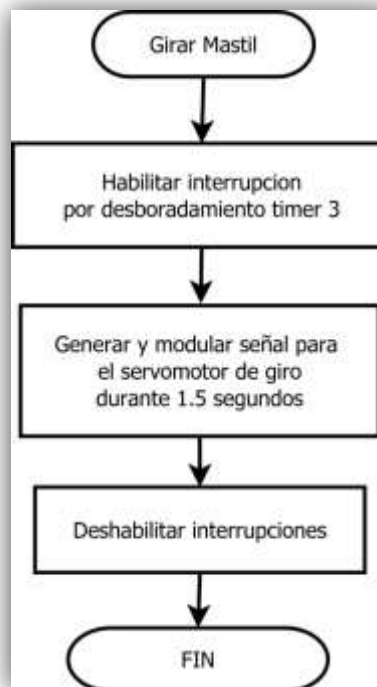 Girar Mastil
Habilitar interrupcion
por desboradamiento timer 3
Generar y modular señal para
el servomotor de giro
durante 1.5 segundos
Deshabilitar interrupciones
FIN